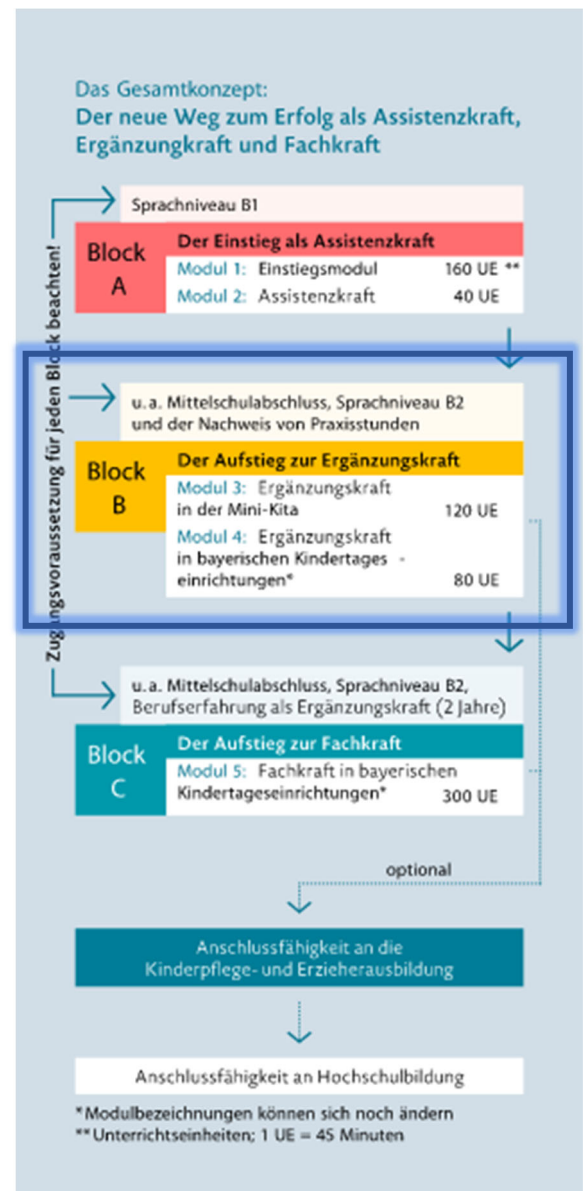 Das Gesamtkonzept:
Der neue Weg zum Erfolg als Assistenzkraft,
Ergänzungkraft und Fachkraft
Zugangsvoraussetzung für jeden Block beachten!
Sprachniveau B1
Block
A
Der Einstieg als Assistenzkraft
Modul 1: Einstiegsmodul 160 UE **
Modul 2: Assistenzkraft 40 UE
u.a. Mittelschulabschluss, Sprachniveau B2
und der Nachweis von Praxisstunden
Block
B
Der Aufstieg zur Ergänzungskraft
Modul 3: Ergänzungskraft
in der Mini-Kita 120 UE
Modul 4: Ergänzungskraft
in bayerischen Kindertages -
einrichtungen* 80 UE
u.a. Mittelschulabschluss, Sprachniveau B2,
Berufserfahrung als Ergänzungskraft (2 Jahre)
Block
C
Der Aufstieg zur Fachkraft
Modul 5: Fachkraft in bayerischen
Kindertageseinrichtungen* 300 UE
optional
Anschlussfähigkeit an die
Kinderpflege- und Erzieherausbildung
Anschlussfähigkeit an Hochschulbildung
*Modulbezeichnungen können sich noch ändern
**Unterrichtseinheiten; 1 UE = 45 Minuten